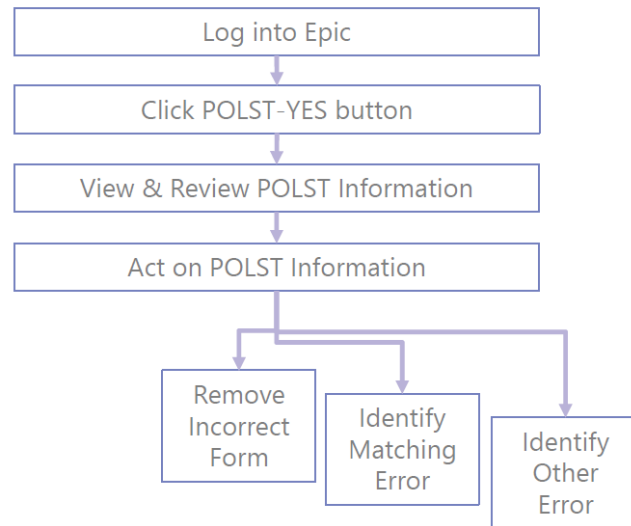 Log into Epic
Click POLST-YES button
View & Review POLST Information
Act on POLST Information
Remove
Incorrect
Form
Identify
Matching
Error
Identify
Other
Error